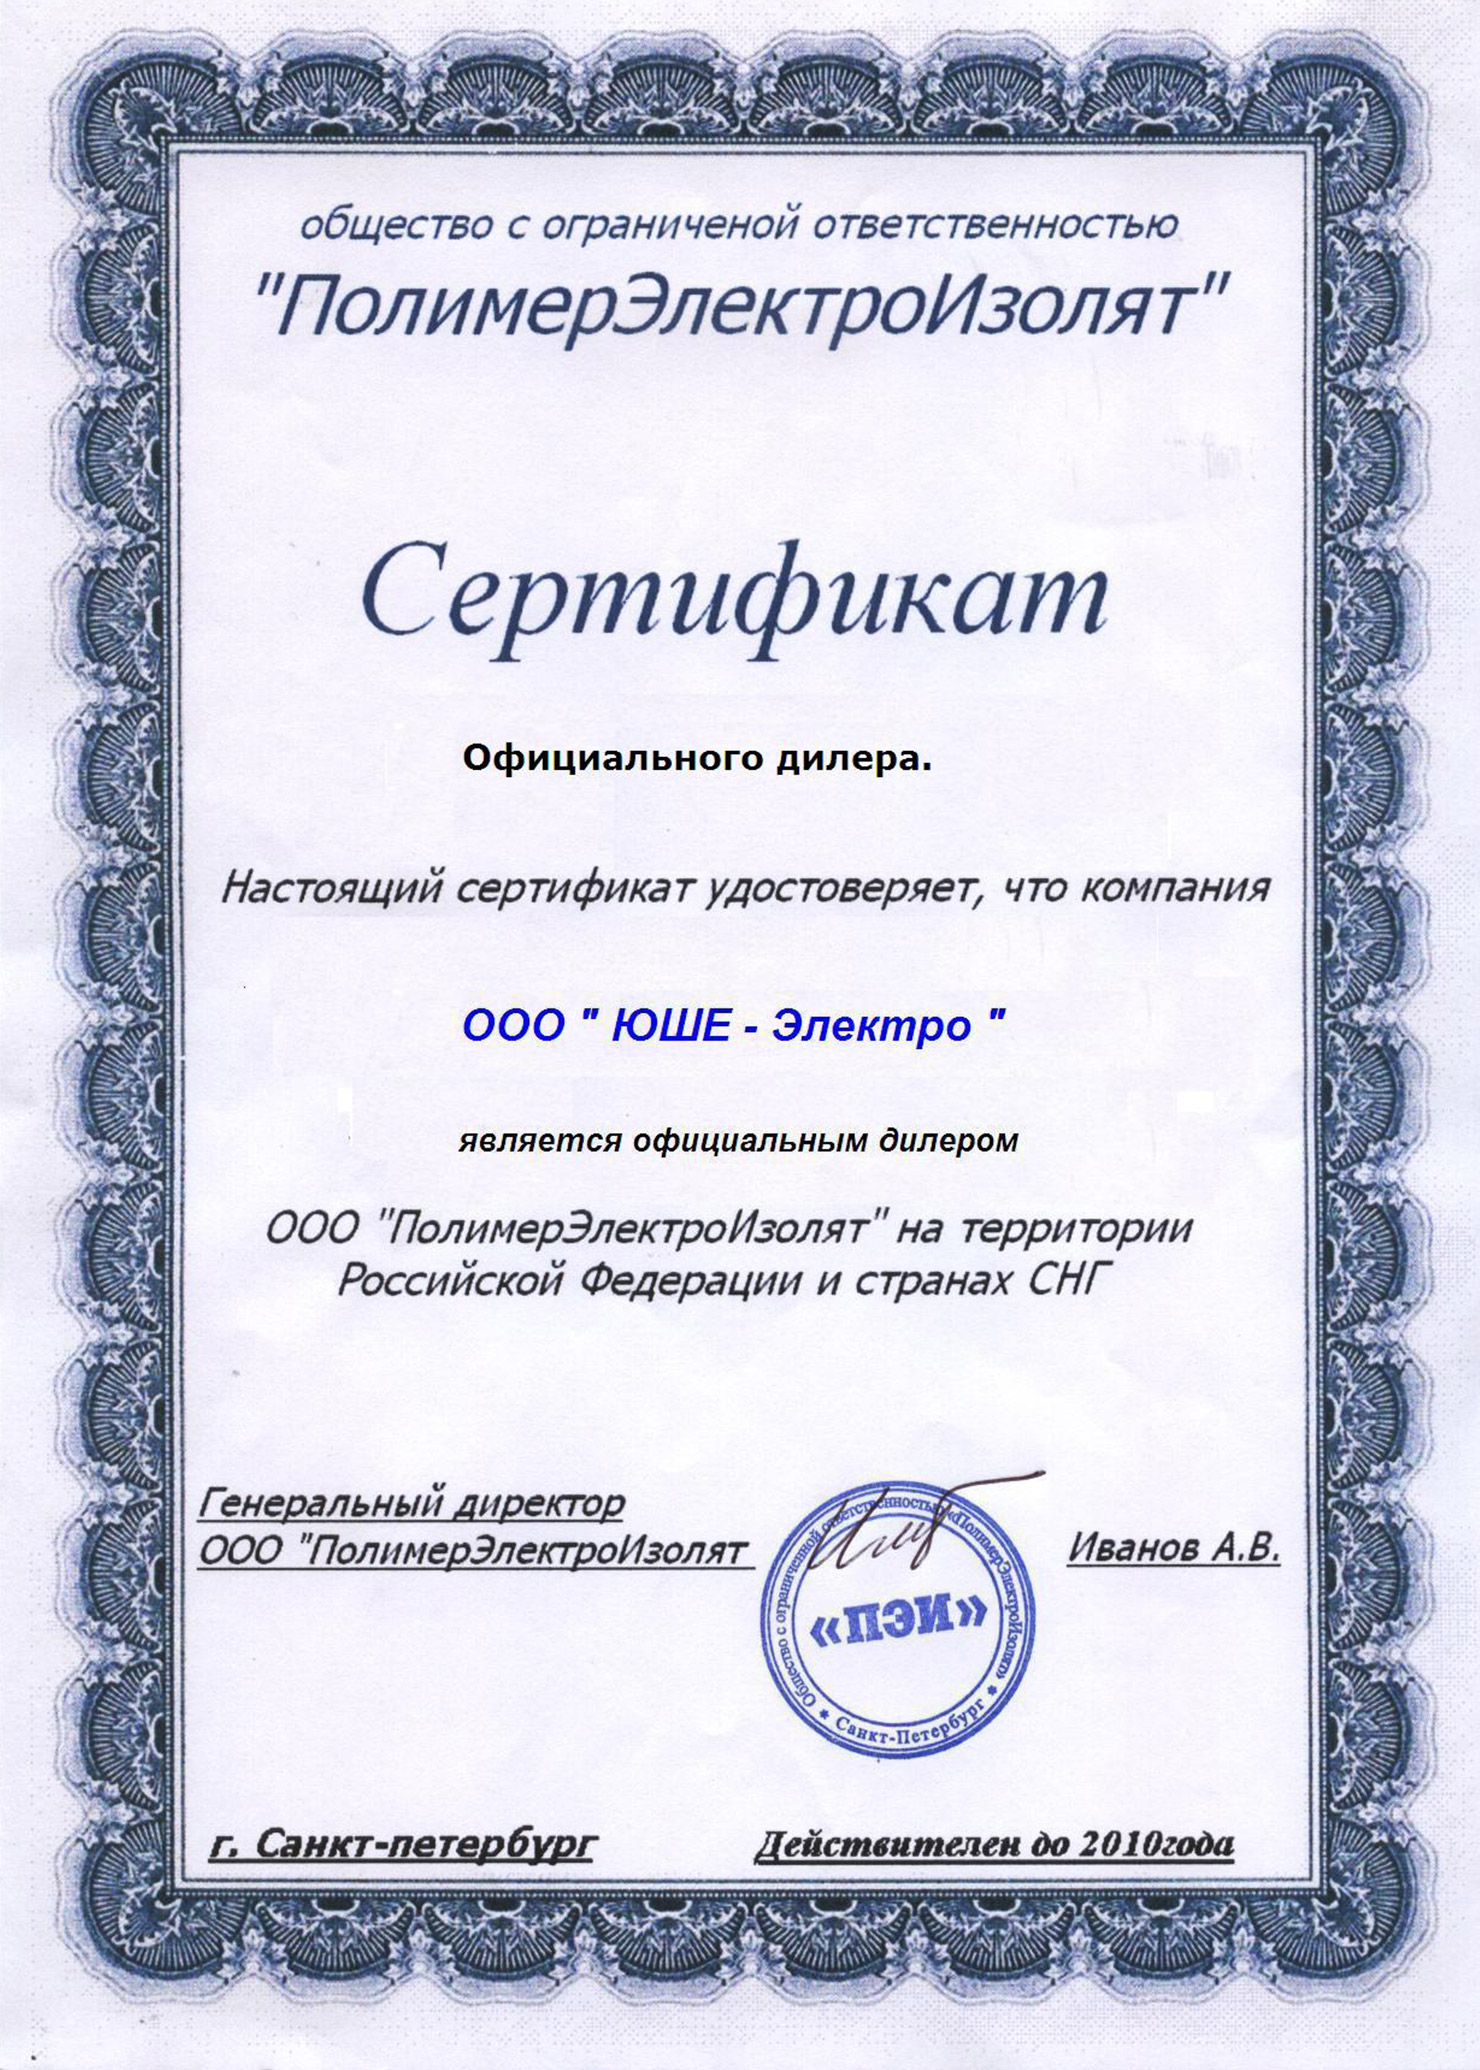 общество с ограниченой ответственностью
"ПолимерЭлектроИзолят"
Сертификат
Официального дилера.
Настоящий сертификат удостоверяет, что компания
ООО " ЮШЕ - Электро "
является официальным дилером
ООО "ПолимерЭлектроИзолят" на территории
Российской Федерации и странах СНГ
Генеральный директор
ООО "ПолимерЭлектроИзолят
Иванов А.В.
Общество с ограниченной ответственностью «ПолимерЭлектроИзолят»
«ПЭИ»
* Санкт-Петербург *
г. Санкт-петербург
Действителен до 2010года